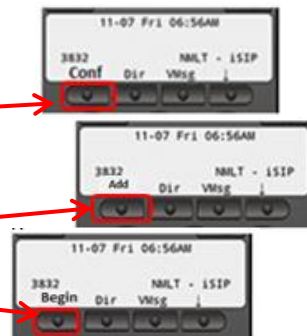 11-07 Fri 06:56AM
3832 NMLT - iSIP
Conf Dir VMsg ↓
11-07 Fri 06:56AM
3832 NMLT - iSIP
Add Dir VMsg ↓
11-07 Fri 06:56AM
3832 NMLT - iSIP
Begin Dir VMsg ↓